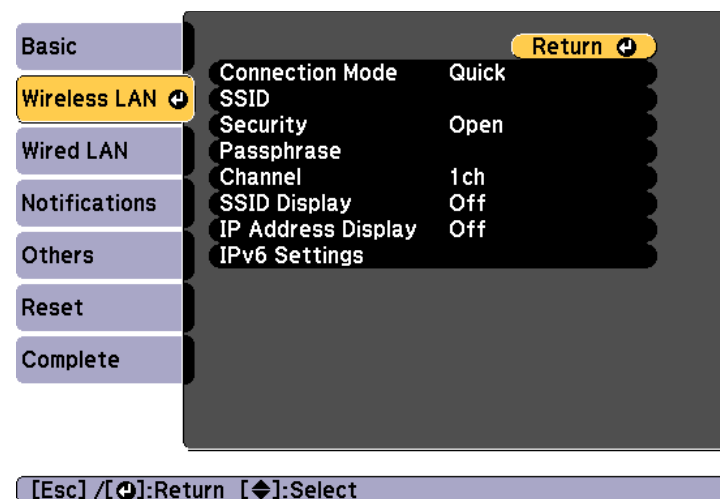 Basic
Wireless LAN
Wired LAN
Notifications
Others
Reset
Complete
Return
Connection Mode Quick
SSID
Security Open
Passphrase
Channel 1ch
SSID Display Off
IP Address Display Off
IPv6 Settings
[Esc] /[⏎]:Return [◆]:Select